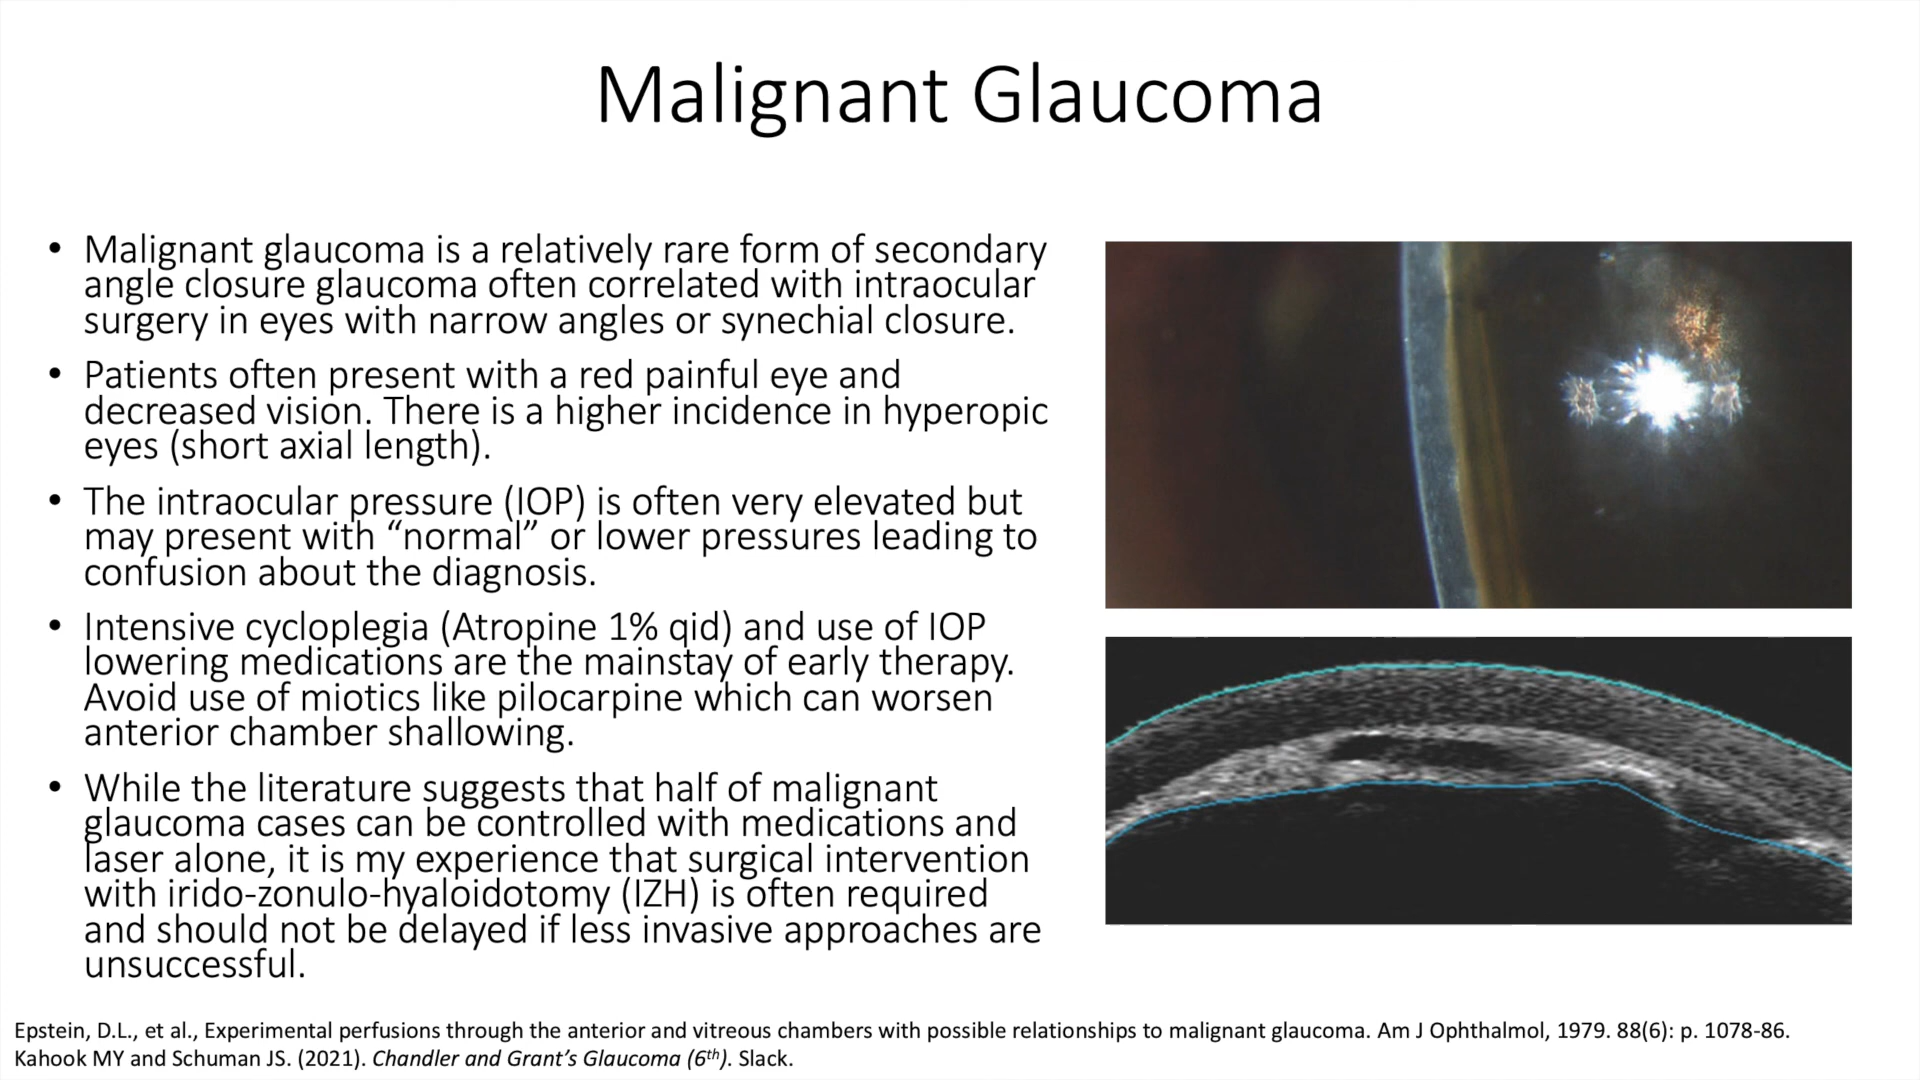 Malignant Glaucoma
• Malignant glaucoma is a relatively rare form of secondary
angle closure glaucoma often correlated with intraocular
surgery in eyes with narrow angles or synechial closure.
• Patients often present with a red painful eye and
decreased vision. There is a higher incidence in hyperopic
eyes (short axial length).
• The intraocular pressure (IOP) is often very elevated but
may present with “normal” or lower pressures leading to
confusion about the diagnosis.
• Intensive cycloplegia (Atropine 1% qid) and use of IOP
lowering medications are the mainstay of early therapy.
Avoid use of miotics like pilocarpine which can worsen
anterior chamber shallowing.
• While the literature suggests that half of malignant
glaucoma cases can be controlled with medications and
laser alone, it is my experience that surgical intervention
with irido-zonulo-hyaloidotomy (IZH) is often required
and should not be delayed if less invasive approaches are
unsuccessful.
Epstein, D.L., et al., Experimental perfusions through the anterior and vitreous chambers with possible relationships to malignant glaucoma. Am J Ophthalmol, 1979. 88(6): p. 1078-86.
Kahook MY and Schuman JS. (2021). Chandler and Grant’s Glaucoma (6th). Slack.